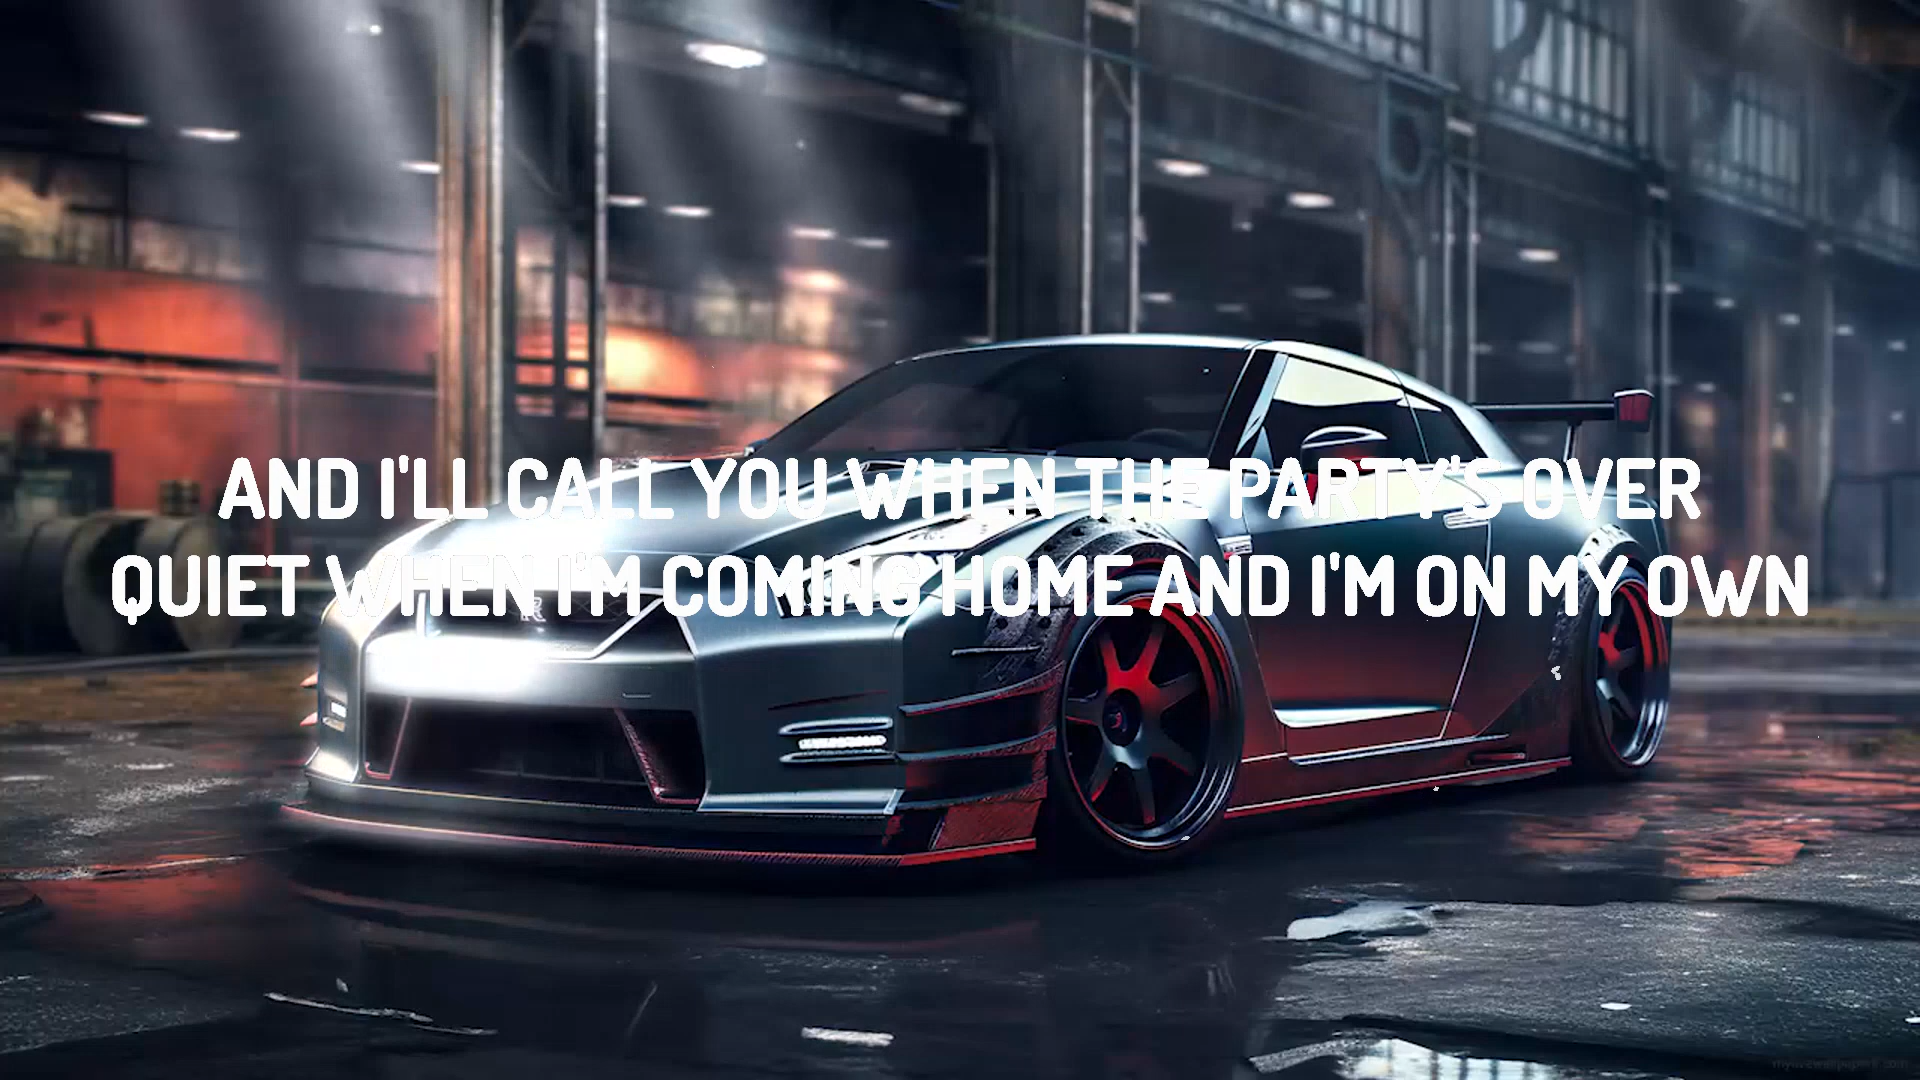 AND I'LL CALL YOU WHEN THE PARTY'S OVER
QUIET WHEN I'M COMING HOME AND I'M ON MY OWN